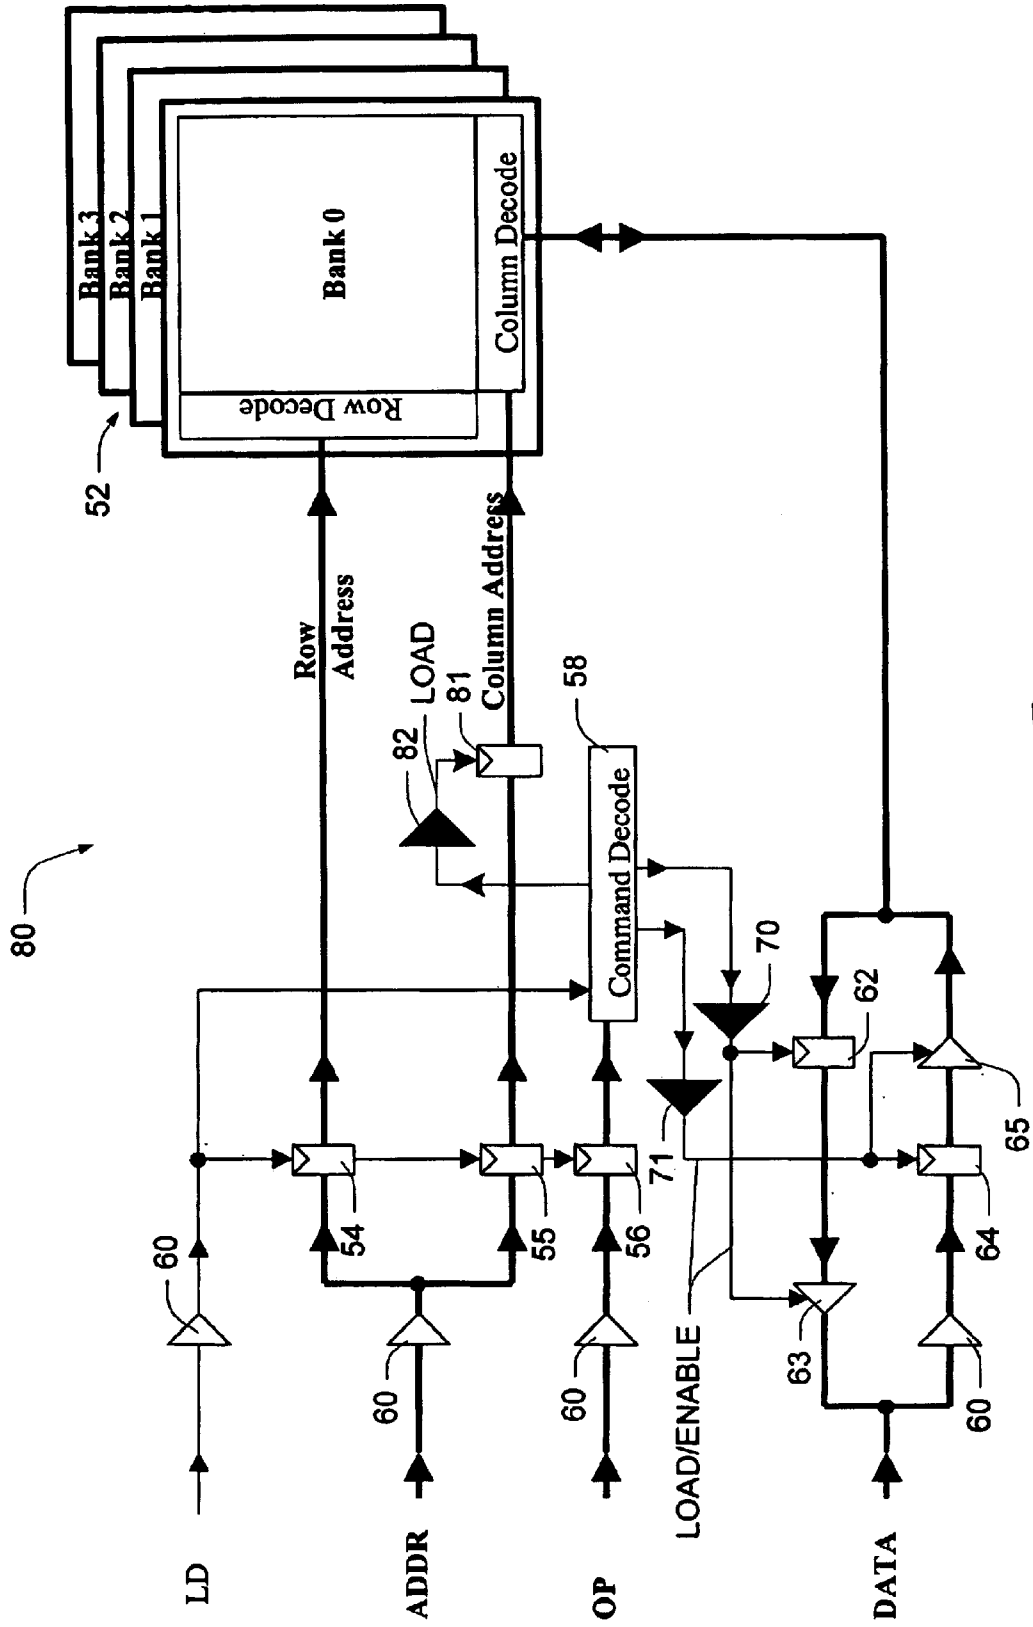 80
52
Bank 3
Bank 2
Bank 1
Bank 0
Row Decode
Column Decode
Row
Address
Column Address
82
LOAD
81
58
Command Decode
LD
60
54
ADDR
60
55
OP
60
56
71
70
LOAD/ENABLE
62
63
65
64
60
DATA